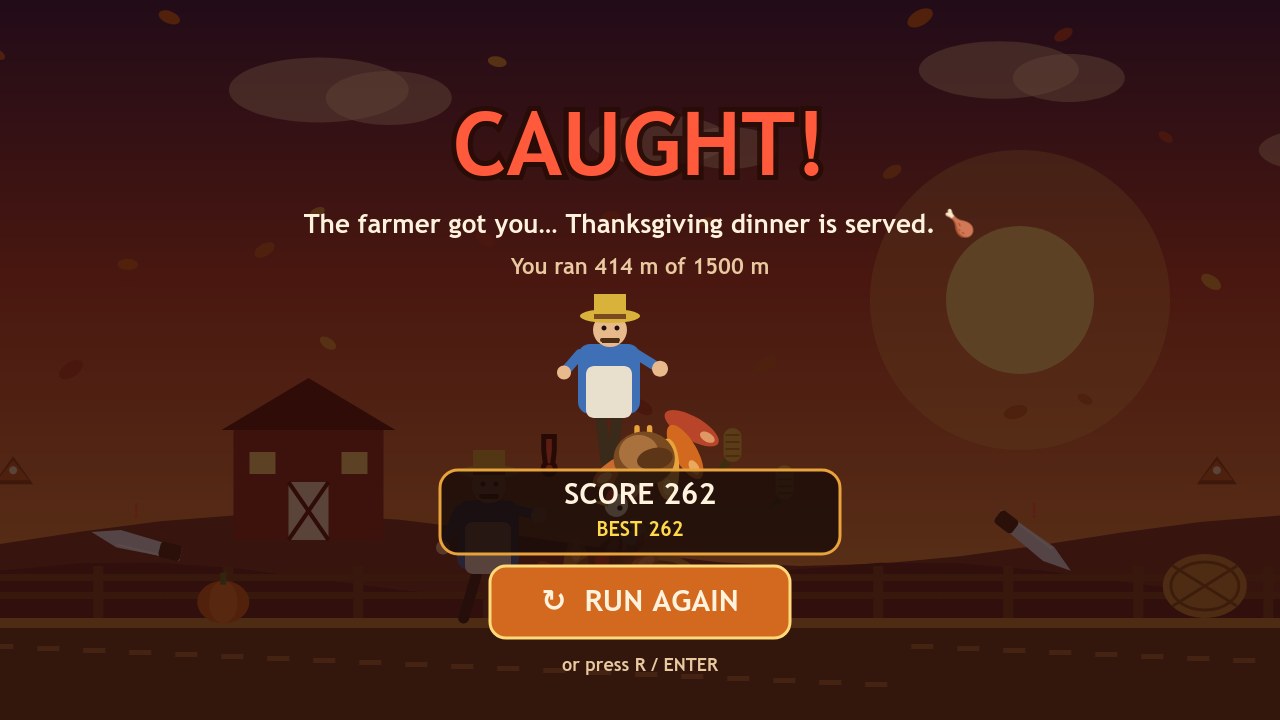 CAUGHT!
The farmer got you... Thanksgiving dinner is served. 🍗
You ran 414 m of 1500 m
SCORE 262
BEST 262
↻ RUN AGAIN
or press R / ENTER